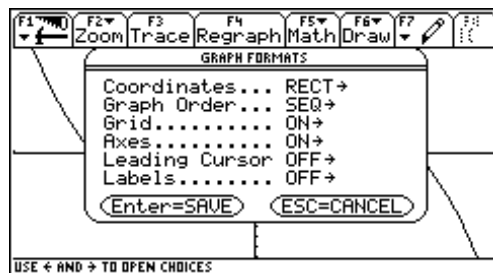 F1 F2 F3 F4 F5 F6 F7
Zoom Trace Regraph Math Draw
GRAPH FORMATS
Coordinates... RECT→
Graph Order... SEQ→
Grid.......... ON→
Axes.......... ON→
Leading Cursor OFF→
Labels........ OFF→
Enter=SAVE ESC=CANCEL
USE ← AND → TO OPEN CHOICES